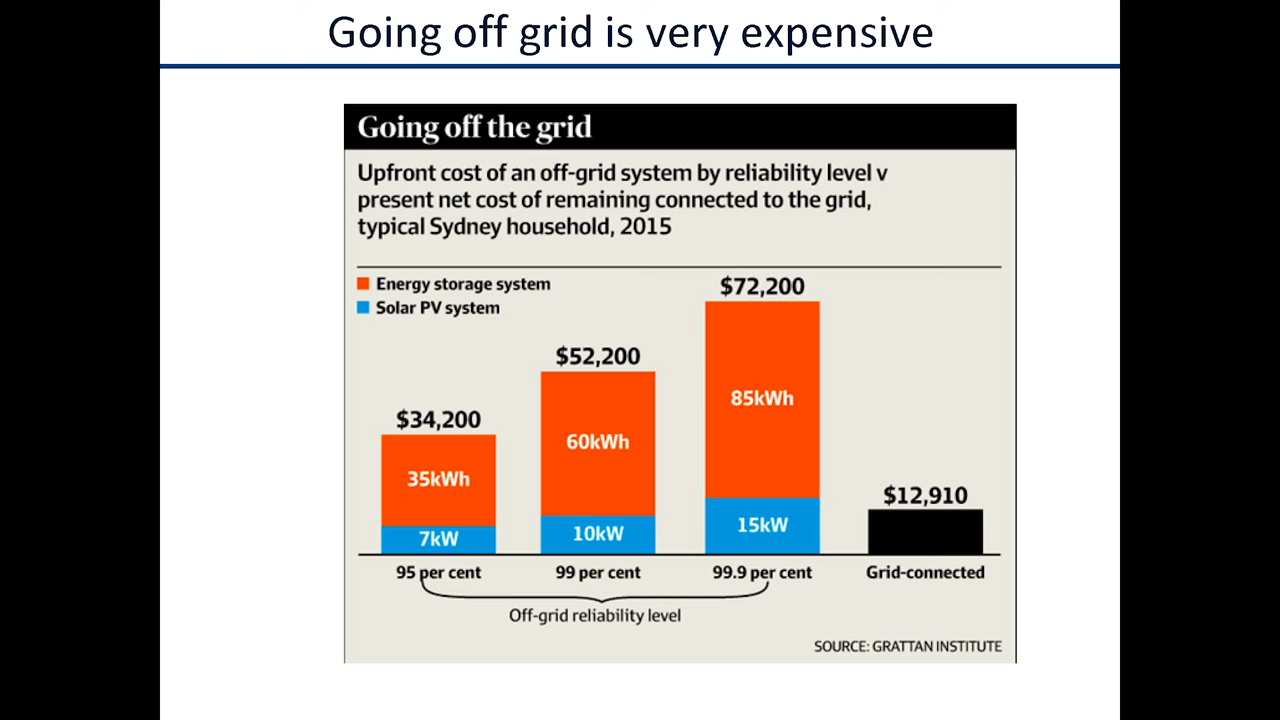 Going off grid is very expensive
Going off the grid
Upfront cost of an off-grid system by reliability level v
present net cost of remaining connected to the grid,
typical Sydney household, 2015
Energy storage system
Solar PV system
$34,200
$52,200
$72,200
$12,910
35kWh
60kWh
85kWh
7kW
10kW
15kW
95 per cent
99 per cent
99.9 per cent
Grid-connected
Off-grid reliability level
SOURCE: GRATTAN INSTITUTE